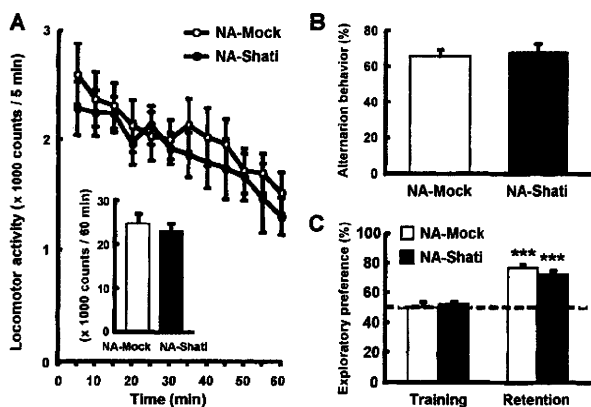 A
NA-Mock
NA-Shati
Locomotor activity (x 1000 counts / 5 min)
3
2
1
0
0 10 20 30 40 50 60
Time (min)
(x 1000 counts / 60 min)
30
20
10
0
NA-Mock NA-Shati
B
Alternarion behavior (%)
80
60
40
20
0
NA-Mock NA-Shati
C
Exploratory preference (%)
100
80
60
40
20
0
NA-Mock
NA-Shati
*** ***
Training Retention